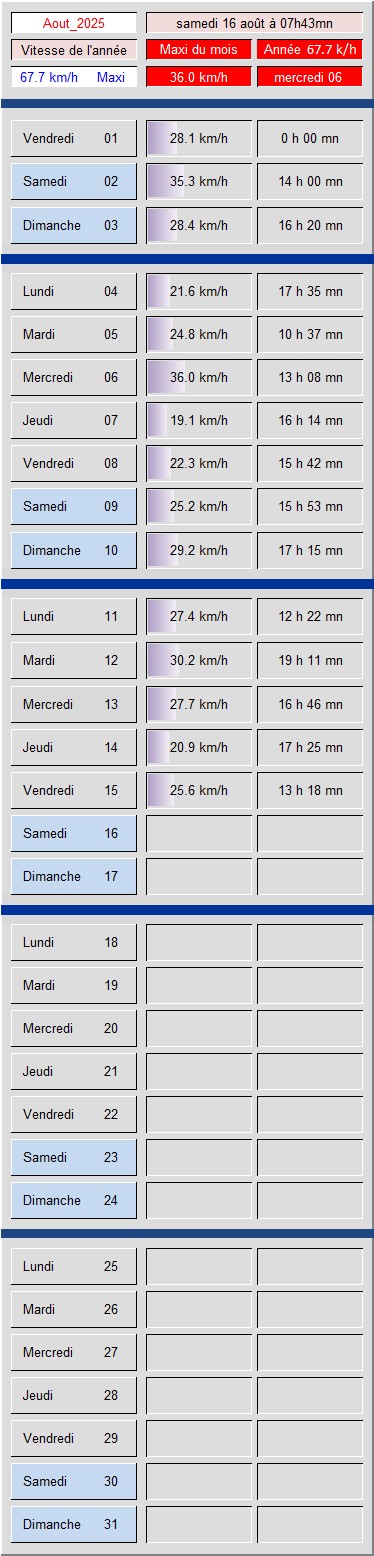 Aout_2025 samedi 16 août à 07h43mn
Vitesse de l'année Maxi du mois Année 67.7 k/h
67.7 km/h Maxi 36.0 km/h mercredi 06
Vendredi 01 28.1 km/h 0 h 00 mn
Samedi 02 35.3 km/h 14 h 00 mn
Dimanche 03 28.4 km/h 16 h 20 mn
Lundi 04 21.6 km/h 17 h 35 mn
Mardi 05 24.8 km/h 10 h 37 mn
Mercredi 06 36.0 km/h 13 h 08 mn
Jeudi 07 19.1 km/h 16 h 14 mn
Vendredi 08 22.3 km/h 15 h 42 mn
Samedi 09 25.2 km/h 15 h 53 mn
Dimanche 10 29.2 km/h 17 h 15 mn
Lundi 11 27.4 km/h 12 h 22 mn
Mardi 12 30.2 km/h 19 h 11 mn
Mercredi 13 27.7 km/h 16 h 46 mn
Jeudi 14 20.9 km/h 17 h 25 mn
Vendredi 15 25.6 km/h 13 h 18 mn
Samedi 16
Dimanche 17
Lundi 18
Mardi 19
Mercredi 20
Jeudi 21
Vendredi 22
Samedi 23
Dimanche 24
Lundi 25
Mardi 26
Mercredi 27
Jeudi 28
Vendredi 29
Samedi 30
Dimanche 31